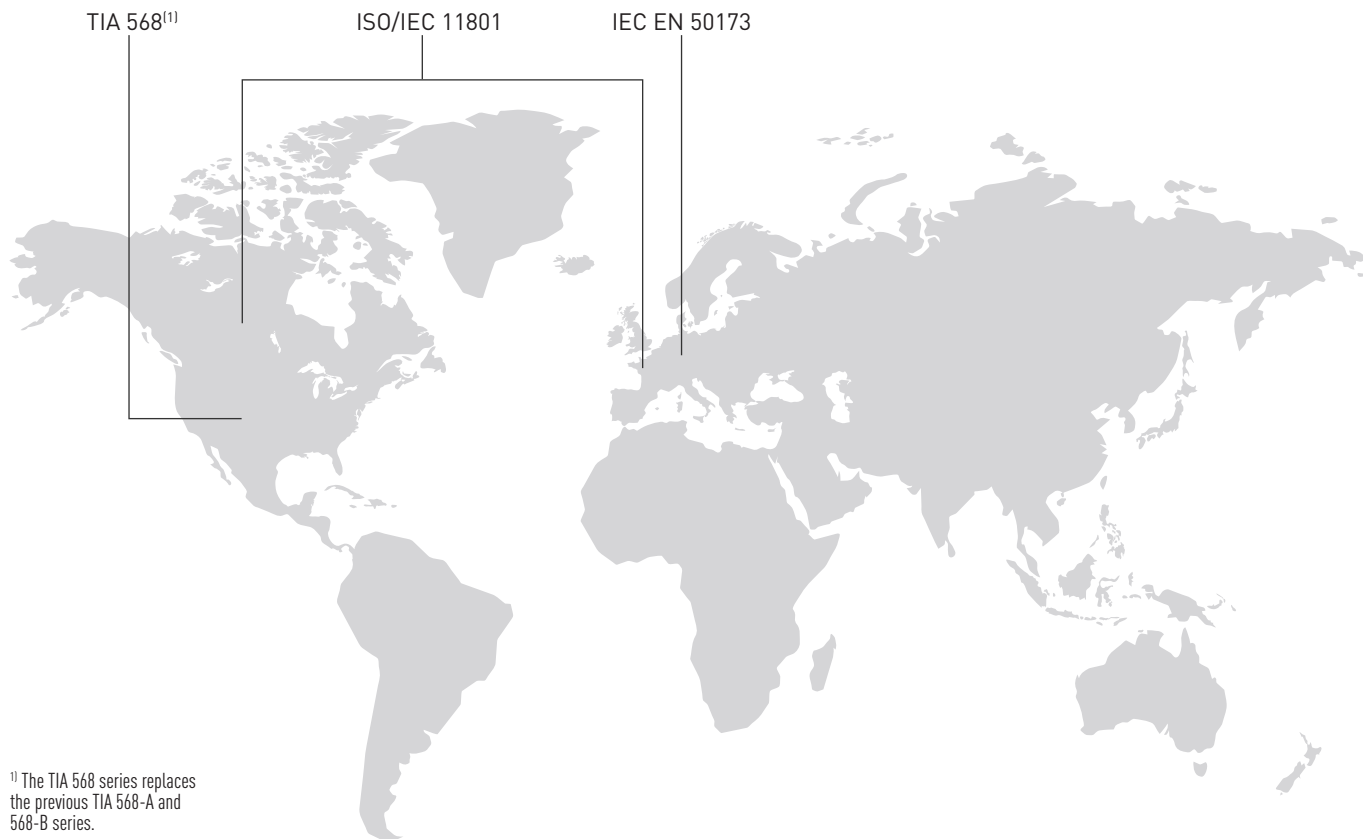 TIA 568(1)
ISO/IEC 11801
IEC EN 50173
1) The TIA 568 series replaces
the previous TIA 568-A and
568-B series.